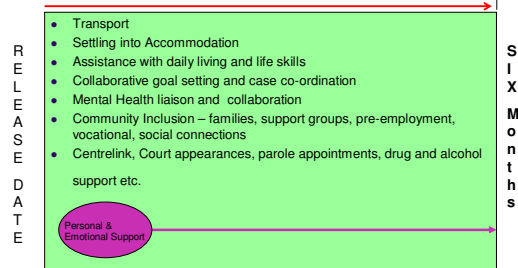 RELEASE DATE
• Transport
• Settling into Accommodation
• Assistance with daily living and life skills
• Collaborative goal setting and case co-ordination
• Mental Health liaison and collaboration
• Community Inclusion – families, support groups, pre-employment,
vocational, social connections
• Centrelink, Court appearances, parole appointments, drug and alcohol
support etc.
Personal &
Emotional Support
SIX Months